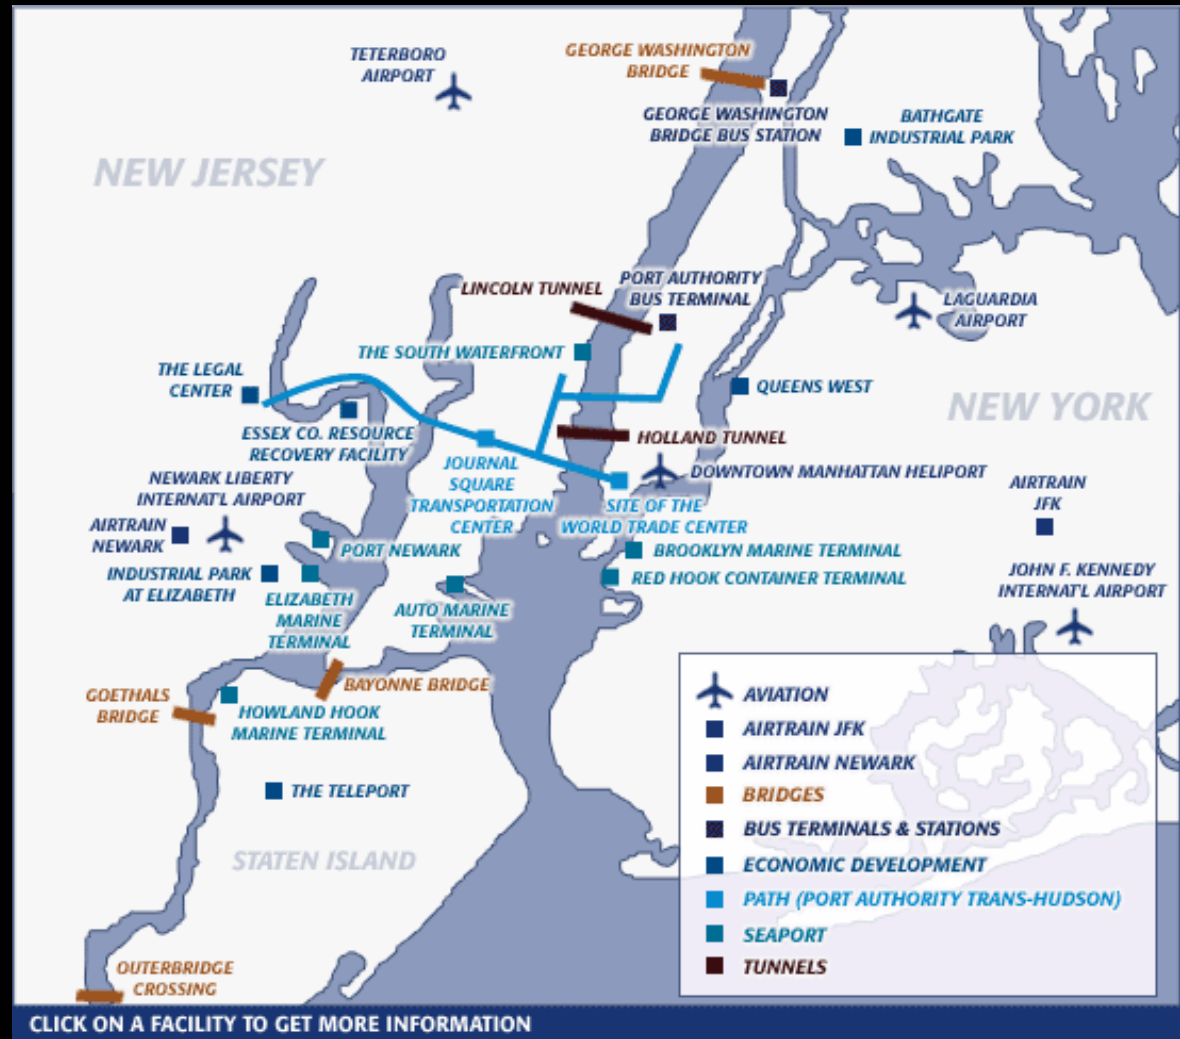 TETERBORO
AIRPORT
GEORGE WASHINGTON
BRIDGE
GEORGE WASHINGTON
BRIDGE BUS STATION
BATHGATE
INDUSTRIAL PARK
NEW JERSEY
LINCOLN TUNNEL
PORT AUTHORITY
BUS TERMINAL
LAGUARDIA
AIRPORT
THE SOUTH WATERFRONT
THE LEGAL
CENTER
QUEENS WEST
NEW YORK
ESSEX CO. RESOURCE
RECOVERY FACILITY
HOLLAND TUNNEL
JOURNAL
SQUARE
TRANSPORTATION
CENTER
DOWNTOWN MANHATTAN HELIPORT
NEWARK LIBERTY
INTERNAT'L AIRPORT
SITE OF THE
WORLD TRADE CENTER
AIRTRAIN
JFK
AIRTRAIN
NEWARK
PORT NEWARK
BROOKLYN MARINE TERMINAL
INDUSTRIAL PARK
AT ELIZABETH
RED HOOK CONTAINER TERMINAL
JOHN F. KENNEDY
INTERNAT'L AIRPORT
ELIZABETH
MARINE
TERMINAL
AUTO MARINE
TERMINAL
BAYONNE BRIDGE
GOETHALS
BRIDGE
HOWLAND HOOK
MARINE TERMINAL
THE TELEPORT
STATEN ISLAND
OUTERBRIDGE
CROSSING
AVIATION
AIRTRAIN JFK
AIRTRAIN NEWARK
BRIDGES
BUS TERMINALS & STATIONS
ECONOMIC DEVELOPMENT
PATH (PORT AUTHORITY TRANS-HUDSON)
SEAPORT
TUNNELS
CLICK ON A FACILITY TO GET MORE INFORMATION